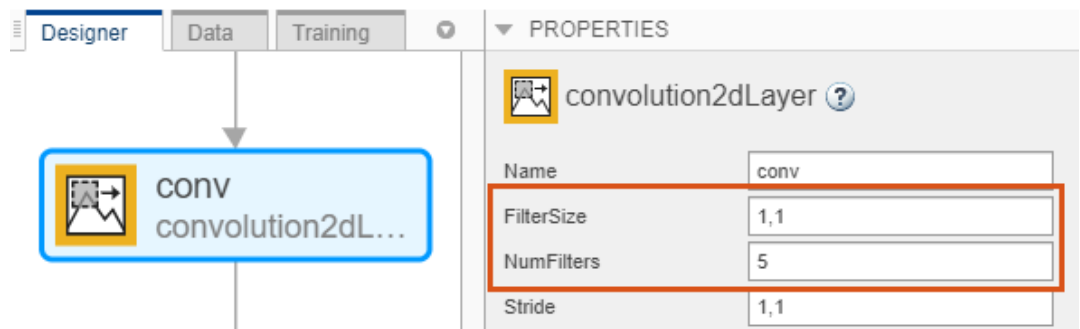 Designer
Data
Training
PROPERTIES
convolution2dLayer ?
conv
convolution2dL...
Name
conv
FilterSize
1,1
NumFilters
5
Stride
1,1